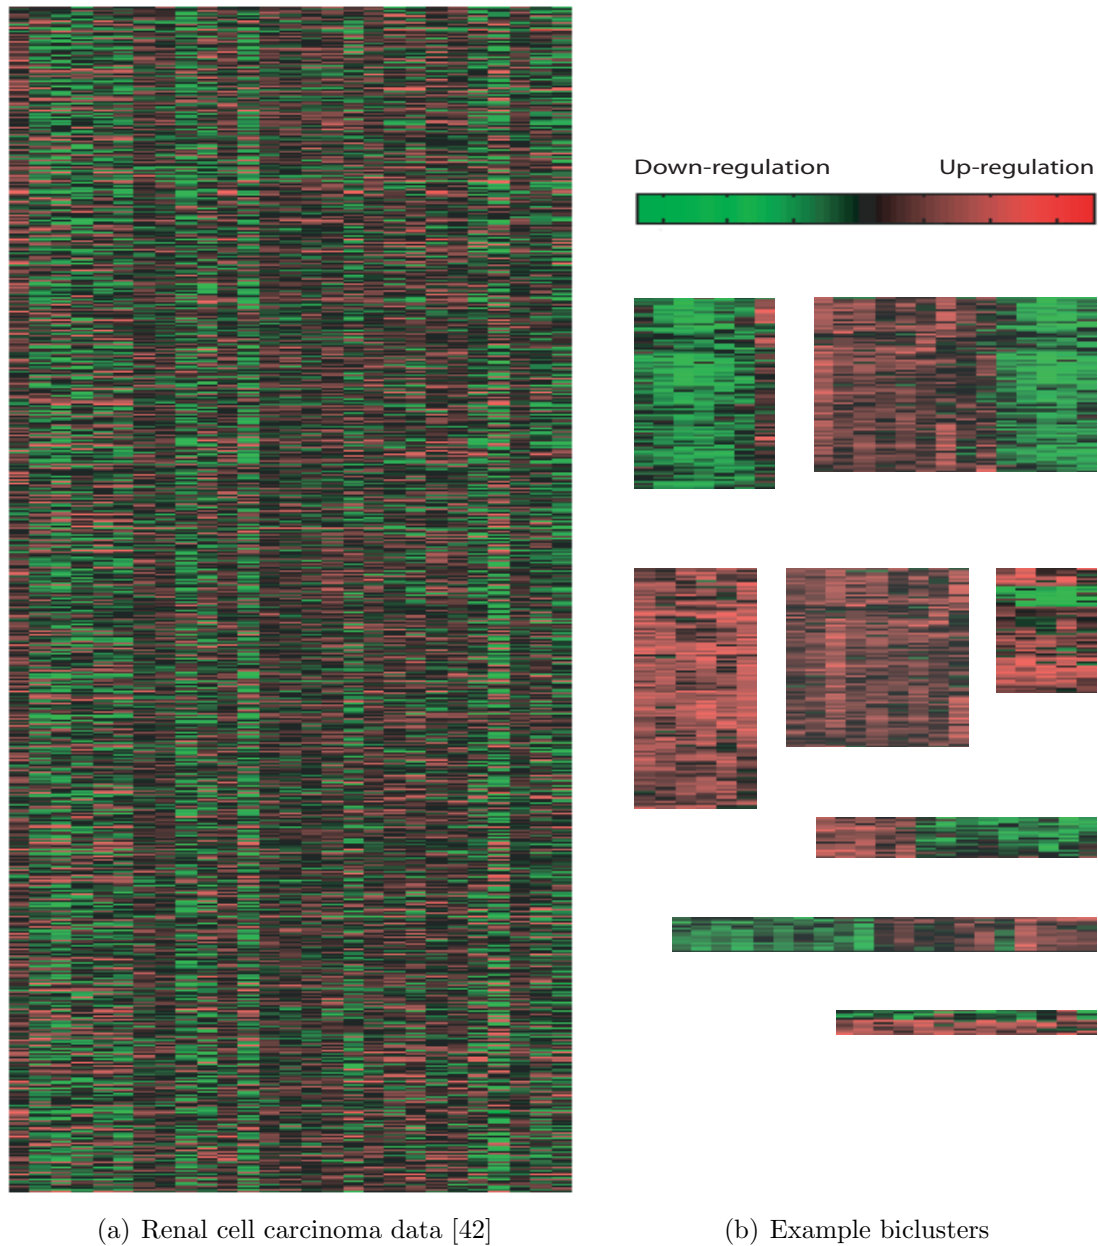 Down-regulation Up-regulation
(a) Renal cell carcinoma data [42]
(b) Example biclusters